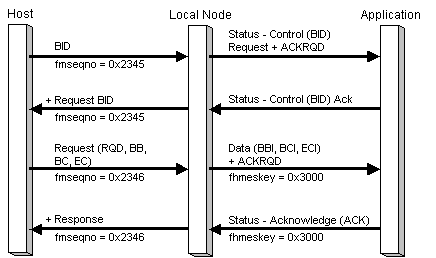 Host
Local Node
Application
BID
fmseqno = 0x2345
Status - Control (BID)
Request + ACKRQD
+ Request BID
fmseqno = 0x2345
Status - Control (BID) Ack
Request (RQD, BB,
BC, EC)
fmseqno = 0x2346
Data (BBI, BCI, ECI)
+ ACKRQD
fhmeskey = 0x3000
+ Response
fmseqno = 0x2346
Status - Acknowledge (ACK)
fhmeskey = 0x3000